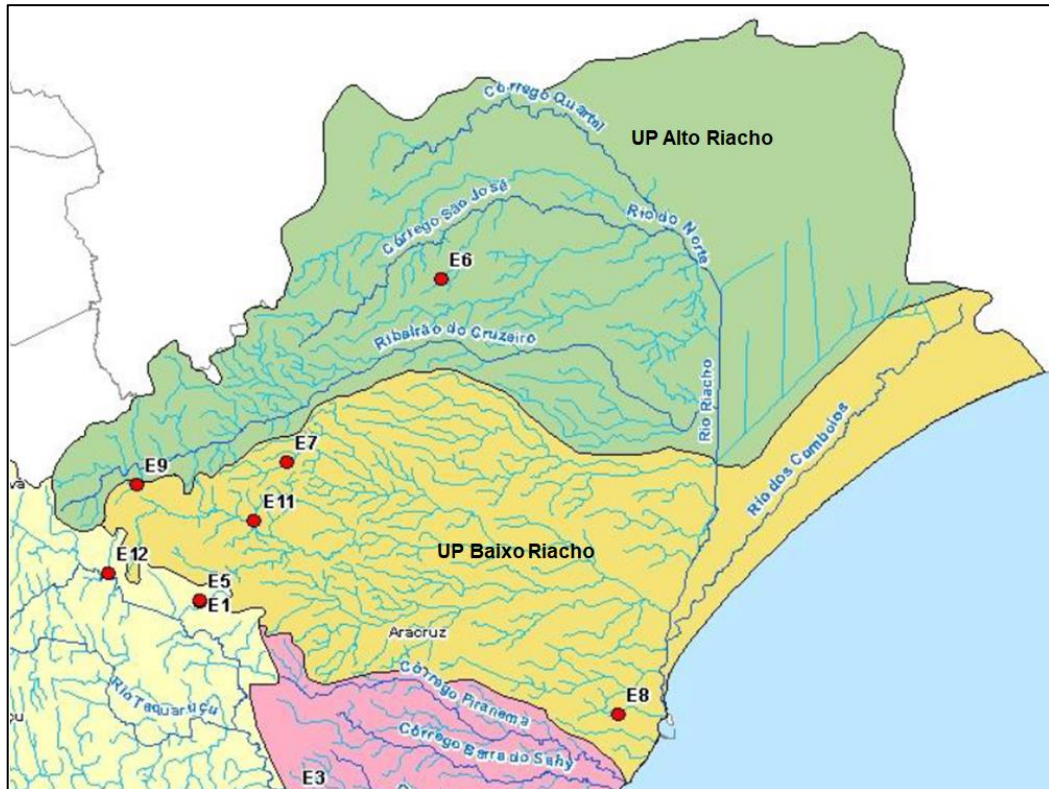 Córrego Quartel
UP Alto Riacho
Córrego São José
Rio do Norte
E6
Ribeirão do Cruzeiro
Rio Riacho
Rio dos Comboios
E7
E9
E11
UP Baixo Riacho
E12
E5
E1
Aracruz
Rio Taquaruçu
Córrego Piranema
E8
Córrego Barra do Sahy
E3